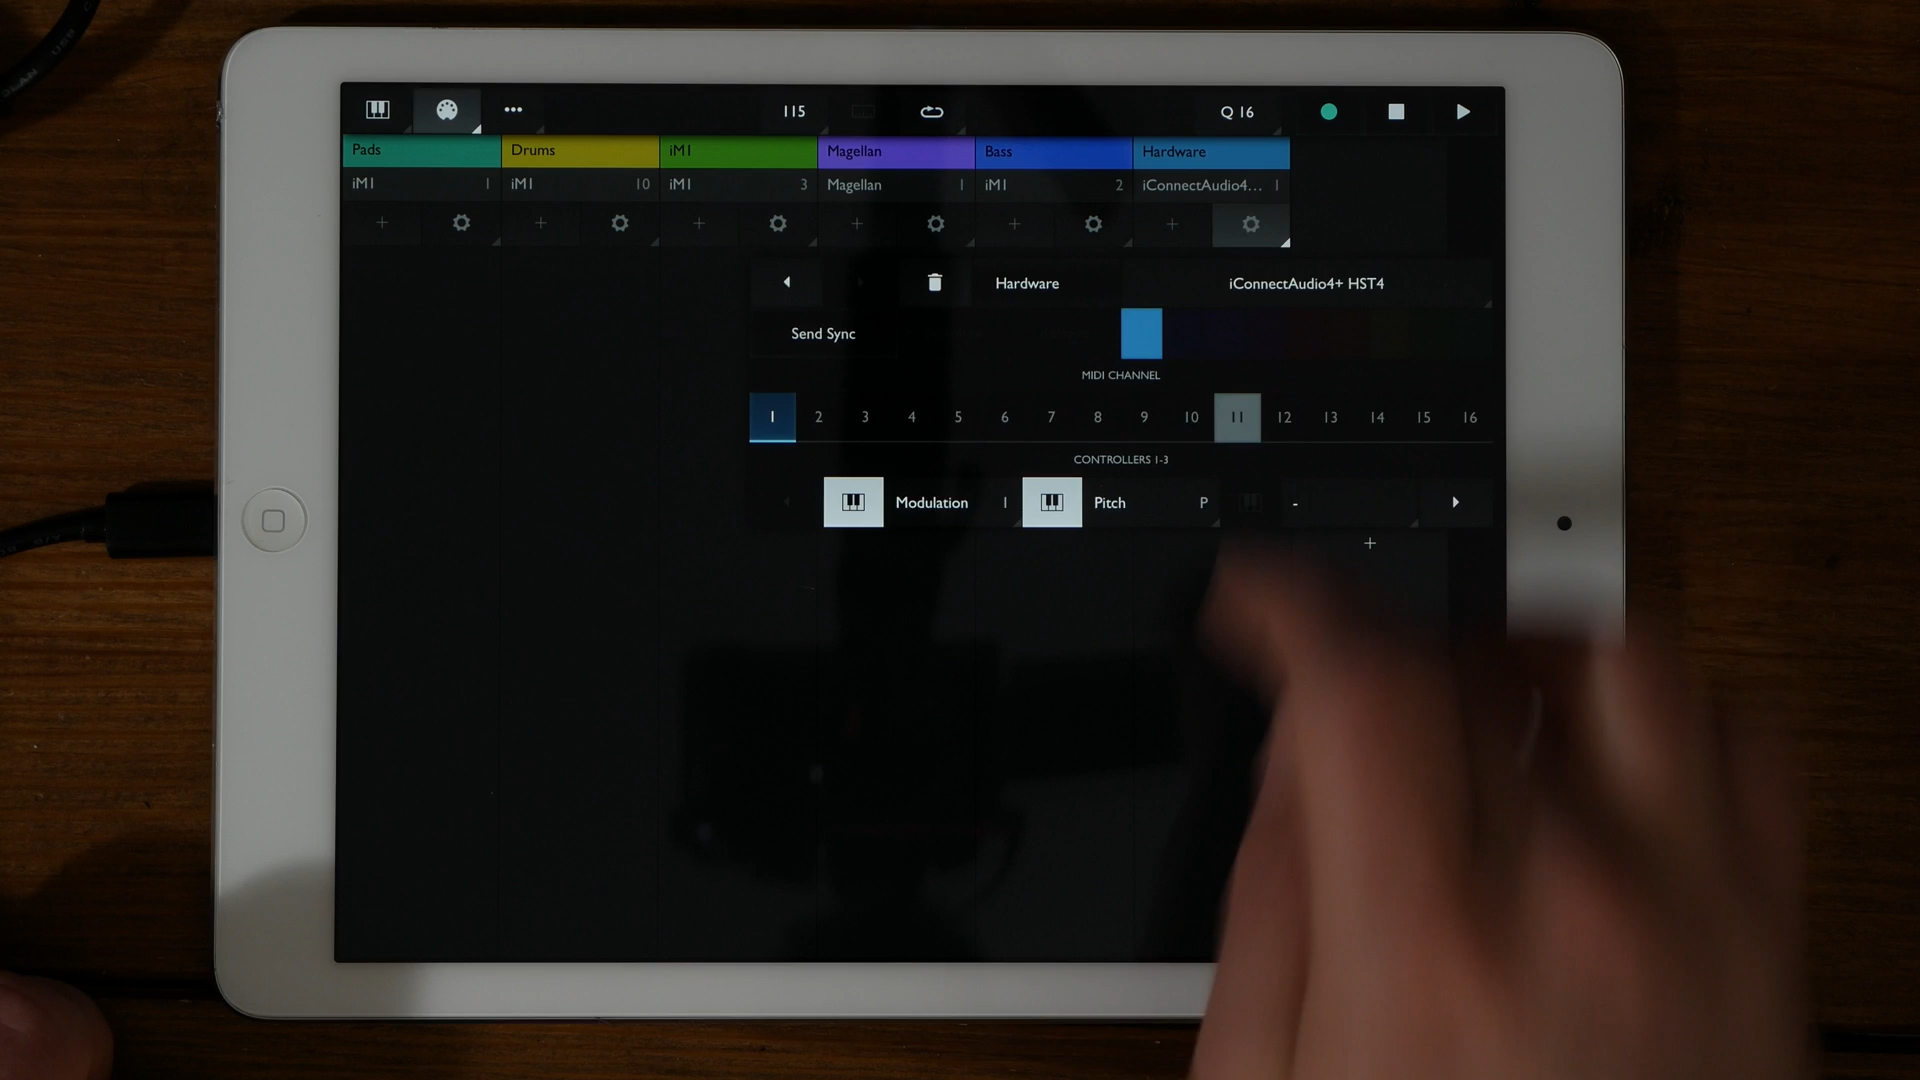 115
Q 16
Pads
Drums
iM1
Magellan
Bass
Hardware
iM1 1
iM1 10
iM1 3
Magellan 1
iM1 2
iConnectAudio4... 1
Hardware
iConnectAudio4+ HST4
Send Sync
MIDI CHANNEL
1 2 3 4 5 6 7 8 9 10 11 12 13 14 15 16
CONTROLLERS 1-3
Modulation 1
Pitch P
-